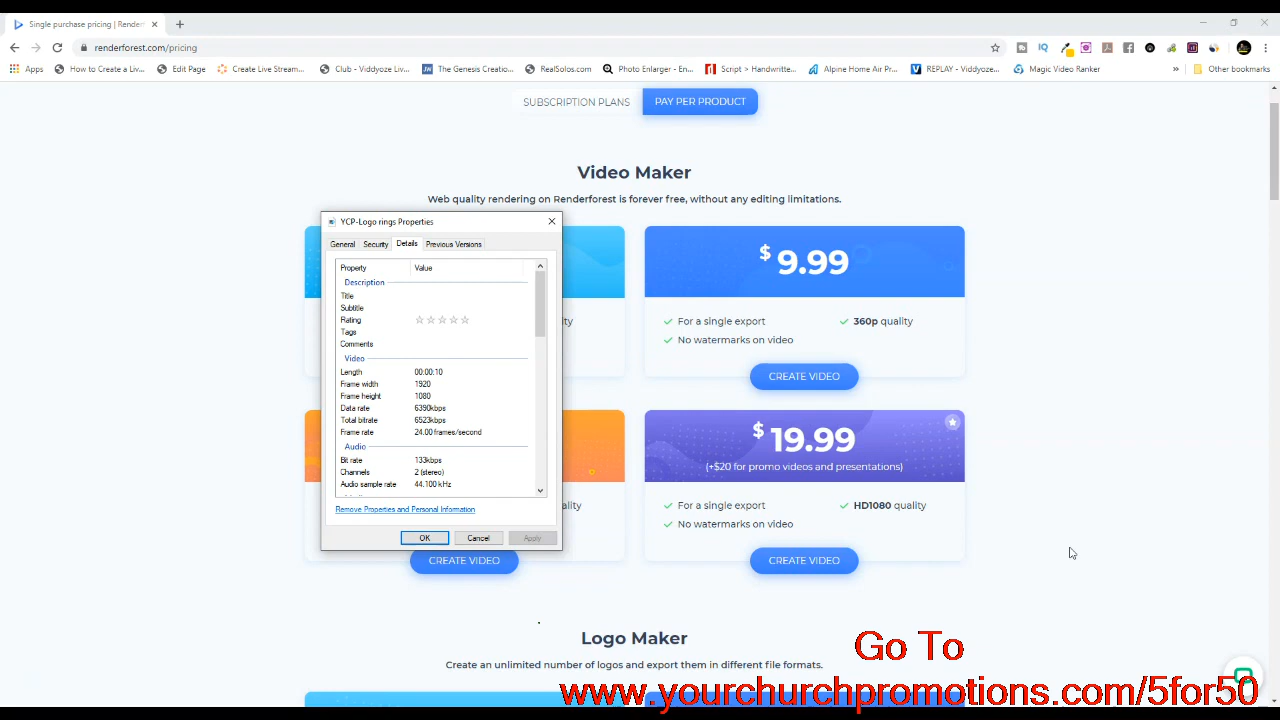 Single purchase pricing | Renderf
renderforest.com/pricing
Apps
How to Create a Liv...
Edit Page
Create Live Stream...
Club - Viddyoze Liv...
The Genesis Creatio...
RealSolos.com
Photo Enlarger - En...
Script > Handwritte...
Alpine Home Air Pr...
REPLAY - Viddyoze...
Magic Video Ranker
»
Other bookmarks
SUBSCRIPTION PLANS
PAY PER PRODUCT
Video Maker
Web quality rendering on Renderforest is forever free, without any editing limitations.
YCP-Logo rings Properties
General Security Details Previous Versions
Property Value
Description
Title
Subtitle
Rating
Tags
Comments
Video
Length 00:00:10
Frame width 1920
Frame height 1080
Data rate 6390kbps
Total bitrate 6523kbps
Frame rate 24.00 frames/second
Audio
Bit rate 133kbps
Channels 2 (stereo)
Audio sample rate 44.100 kHz
Remove Properties and Personal Information
OK Cancel Apply
$ 9.99
For a single export
360p quality
No watermarks on video
CREATE VIDEO
$ 19.99
(+$20 for promo videos and presentations)
For a single export
HD1080 quality
No watermarks on video
CREATE VIDEO
CREATE VIDEO
Logo Maker
Create an unlimited number of logos and export them in different file formats.
Go To
www.yourchurchpromotions.com/5for50